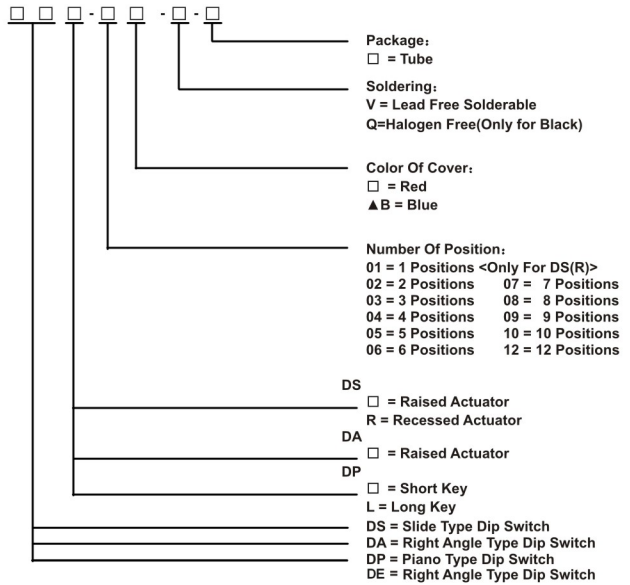 □ □ □ - □ □ - □ - □
Package:
□ = Tube
Soldering:
V = Lead Free Solderable
Q=Halogen Free(Only for Black)
Color Of Cover:
□ = Red
▲B = Blue
Number Of Position:
01 = 1 Positions <Only For DS(R)>
02 = 2 Positions 07 = 7 Positions
03 = 3 Positions 08 = 8 Positions
04 = 4 Positions 09 = 9 Positions
05 = 5 Positions 10 = 10 Positions
06 = 6 Positions 12 = 12 Positions
DS
□ = Raised Actuator
R = Recessed Actuator
DA
□ = Raised Actuator
DP
□ = Short Key
L = Long Key
DS = Slide Type Dip Switch
DA = Right Angle Type Dip Switch
DP = Piano Type Dip Switch
DE = Right Angle Type Dip Switch